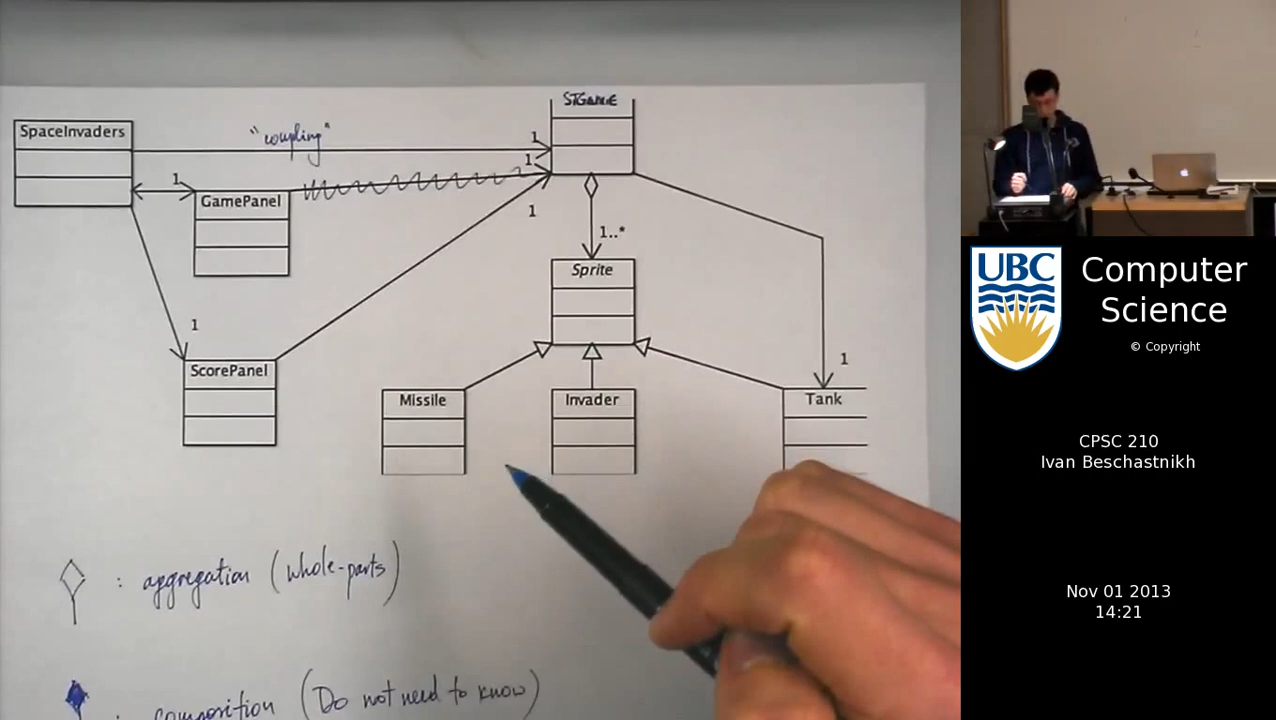 SpaceInvaders
"coupling"
1
1
1
1
GamePanel
SIGame
1..*
Sprite
1
ScorePanel
1
Missile
Invader
Tank
: aggregation (whole-parts)
: composition (Do not need to know)
UBC
Computer
Science
© Copyright
CPSC 210
Ivan Beschastnikh
Nov 01 2013
14:21